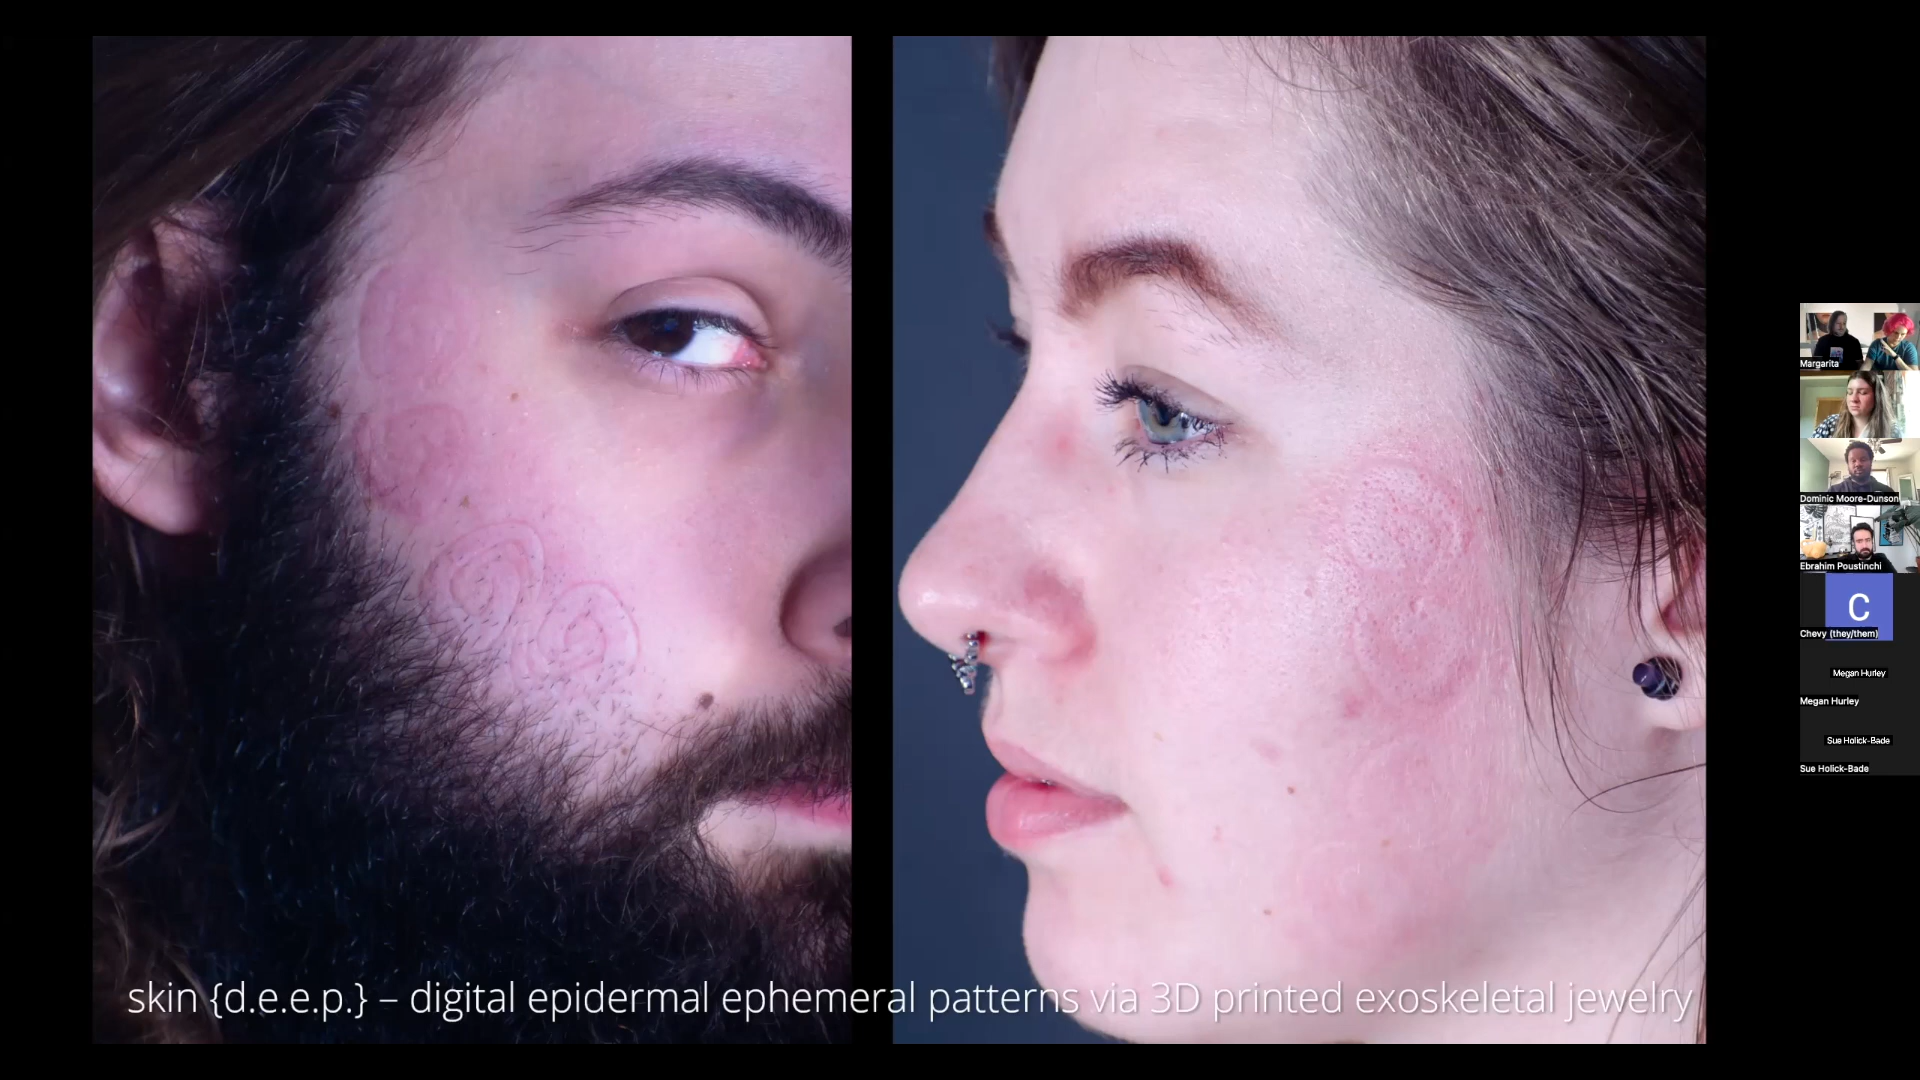 skin {d.e.e.p.} – digital epidermal ephemeral patterns via 3D printed exoskeletal jewelry
Margarita
Dominic Moore-Dunson
Ebrahim Poustinchi
C
Chevy (they/them)
Megan Hurley
Megan Hurley
Sue Holick-Bade
Sue Holick-Bade